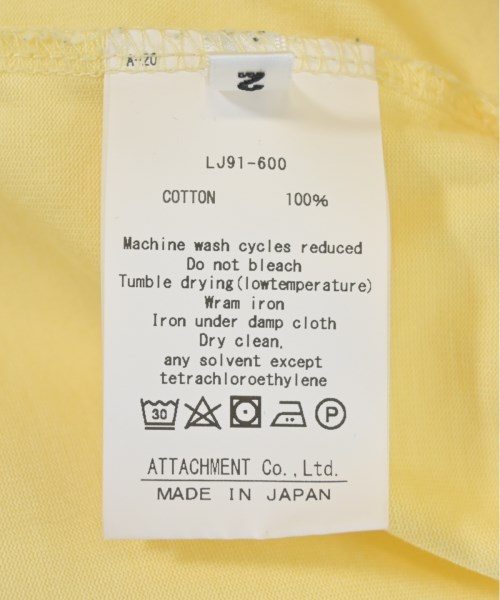 A--20
2
LJ91-600
COTTON 100%
Machine wash cycles reduced
Do not bleach
Tumble drying(lowtemperature)
Wram iron
Iron under damp cloth
Dry clean,
any solvent except
tetrachloroethylene
30 P
ATTACHMENT Co.,Ltd.
MADE IN JAPAN